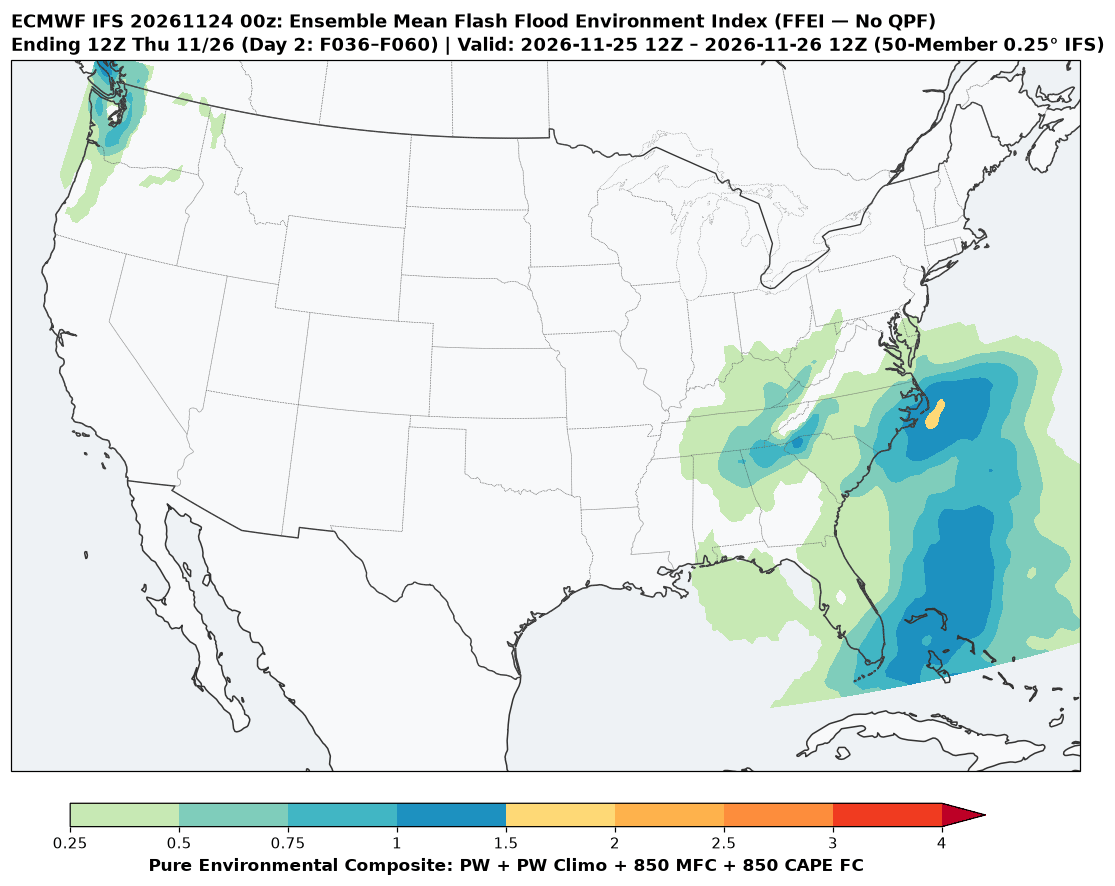 ECMWF IFS 20261124 00z: Ensemble Mean Flash Flood Environment Index (FFEI — No QPF)
Ending 12Z Thu 11/26 (Day 2: F036–F060) | Valid: 2026-11-25 12Z – 2026-11-26 12Z (50-Member 0.25° IFS)
0.25 0.5 0.75 1 1.5 2 2.5 3 4
Pure Environmental Composite: PW + PW Climo + 850 MFC + 850 CAPE FC